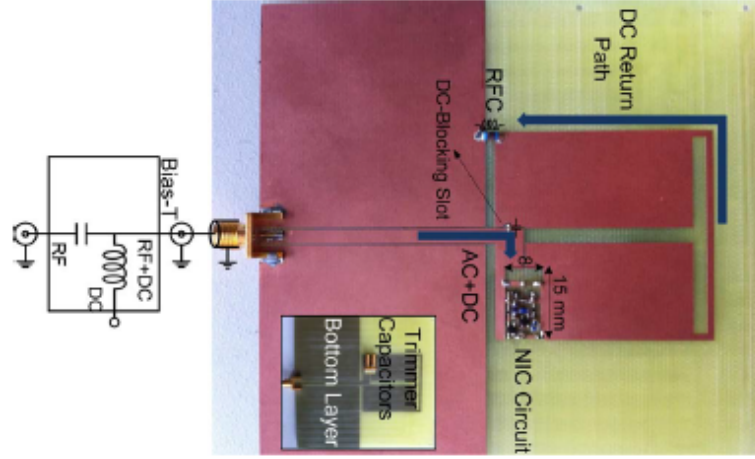 DC Return
Path
RFC s
DC-Blocking
Slot
Bias-T
RF+DC
DC
RF
AC+DC
8
15 mm
NIC Circuit
Trimmer
Capacitors
Bottom Layer